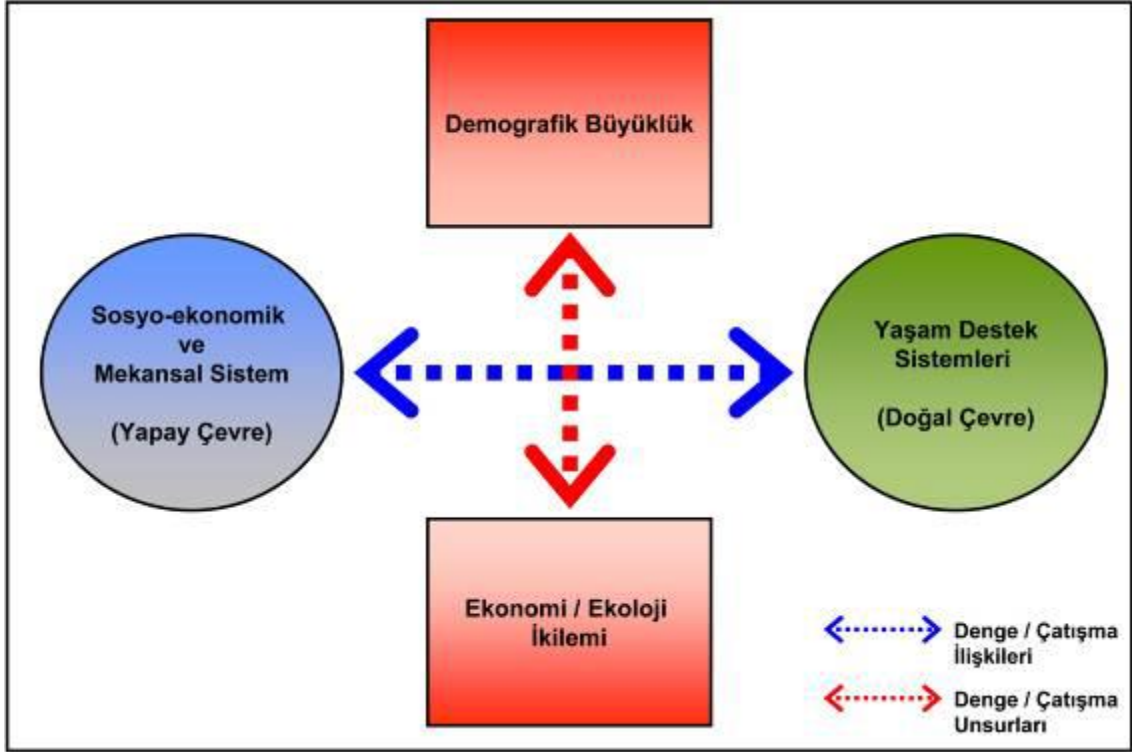 Demografik Büyüklük
Sosyo-ekonomik
ve
Mekansal Sistem
(Yapay Çevre)
Yaşam Destek
Sistemleri
(Doğal Çevre)
Ekonomi / Ekoloji
İkilemi
Denge / Çatışma
İlişkileri
Denge / Çatışma
Unsurları